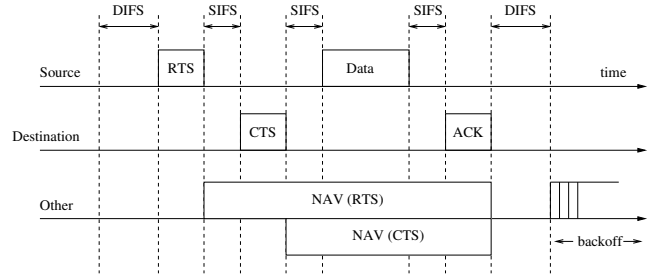 DIFS SIFS SIFS SIFS DIFS
Source RTS Data time
Destination CTS ACK
Other NAV (RTS)
NAV (CTS) backoff